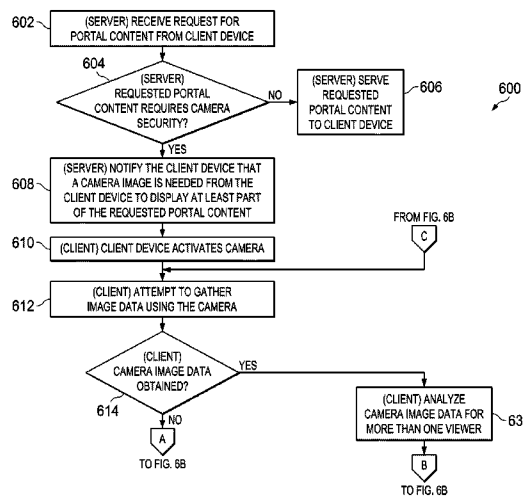 602
(SERVER) RECEIVE REQUEST FOR
PORTAL CONTENT FROM CLIENT DEVICE
604
(SERVER)
REQUESTED PORTAL
CONTENT REQUIRES CAMERA
SECURITY?
NO
(SERVER) SERVE
REQUESTED
PORTAL CONTENT
TO CLIENT DEVICE
606
600
YES
608
(SERVER) NOTIFY THE CLIENT DEVICE THAT
A CAMERA IMAGE IS NEEDED FROM THE
CLIENT DEVICE TO DISPLAY AT LEAST PART
OF THE REQUESTED PORTAL CONTENT
610
(CLIENT) CLIENT DEVICE ACTIVATES CAMERA
FROM FIG. 6B
C
612
(CLIENT) ATTEMPT TO GATHER
IMAGE DATA USING THE CAMERA
(CLIENT)
CAMERA IMAGE DATA
OBTAINED?
614
YES
NO
A
TO FIG. 6B
(CLIENT) ANALYZE
CAMERA IMAGE DATA FOR
MORE THAN ONE VIEWER
63
B
TO FIG. 6B